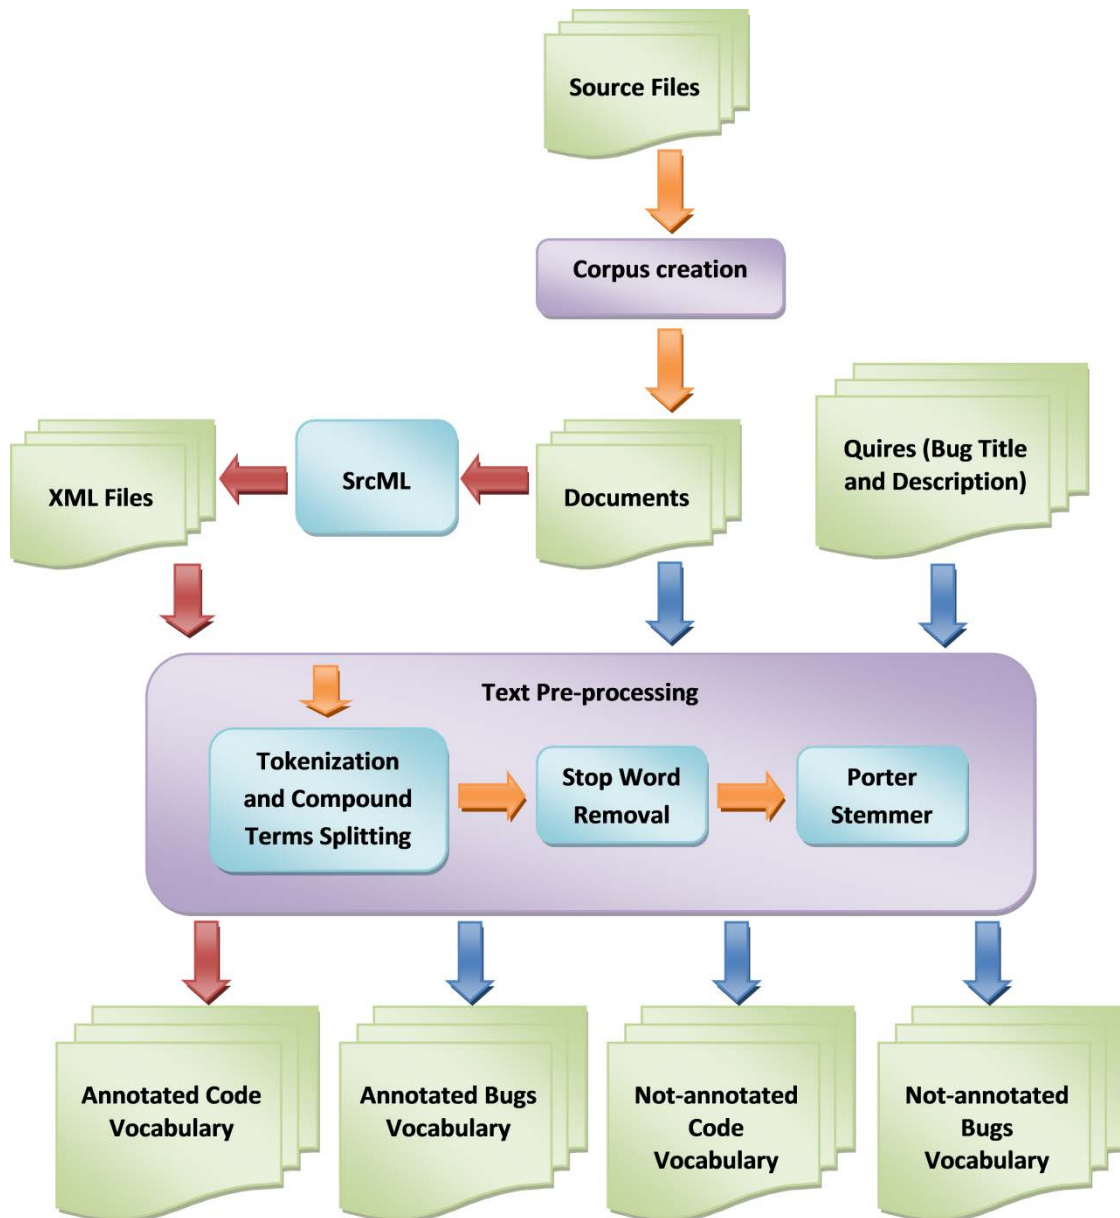 Source Files
Corpus creation
Quires (Bug Title
and Description)
XML Files
SrcML
Documents
Text Pre-processing
Tokenization
and Compound
Terms Splitting
Stop Word
Removal
Porter
Stemmer
Annotated Code
Vocabulary
Annotated Bugs
Vocabulary
Not-annotated
Code
Vocabulary
Not-annotated
Bugs
Vocabulary